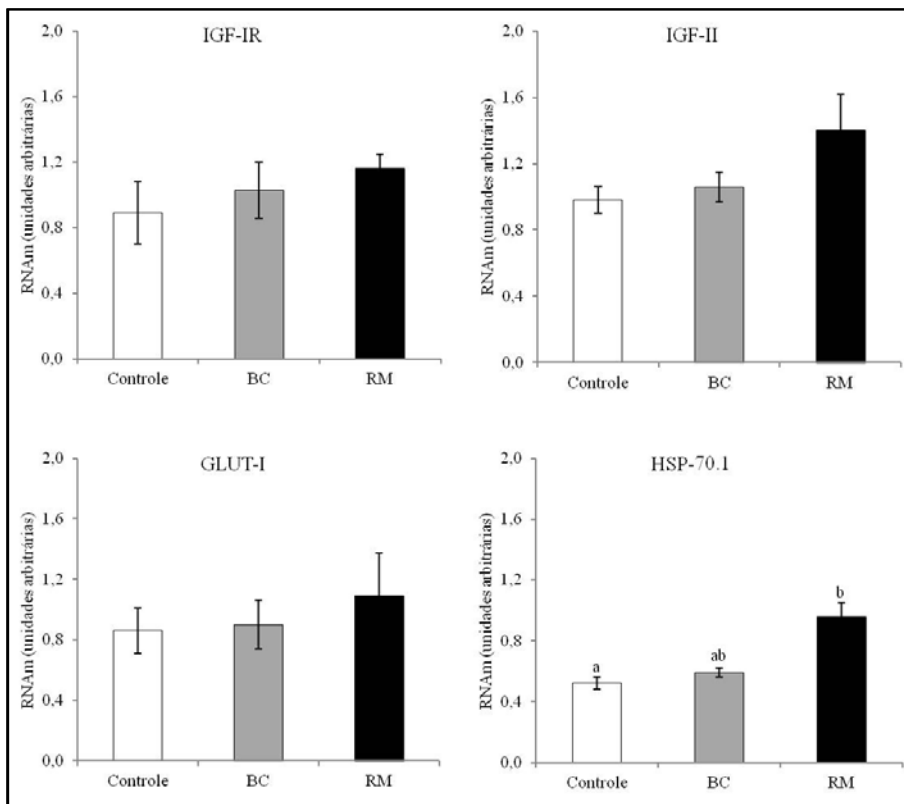 IGF-IR
RNAm (unidades arbitrárias)
2,0
1,6
1,2
0,8
0,4
0,0
Controle BC RM
IGF-II
RNAm (unidades arbitrárias)
2,0
1,6
1,2
0,8
0,4
0,0
Controle BC RM
GLUT-I
RNAm (unidades arbitrárias)
2,0
1,6
1,2
0,8
0,4
0,0
Controle BC RM
HSP-70.1
RNAm (unidades arbitrárias)
2,0
1,6
1,2
0,8
0,4
0,0
a ab b
Controle BC RM